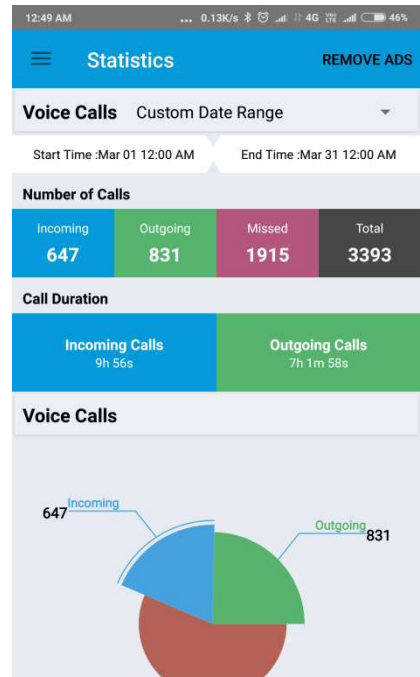 12:49 AM ... 0.13K/s 4G VoLTE 46%
Statistics REMOVE ADS
Voice Calls Custom Date Range
Start Time :Mar 01 12:00 AM End Time :Mar 31 12:00 AM
Number of Calls
Incoming Outgoing Missed Total
647 831 1915 3393
Call Duration
Incoming Calls Outgoing Calls
9h 56s 7h 1m 58s
Voice Calls
647 Incoming
Outgoing 831